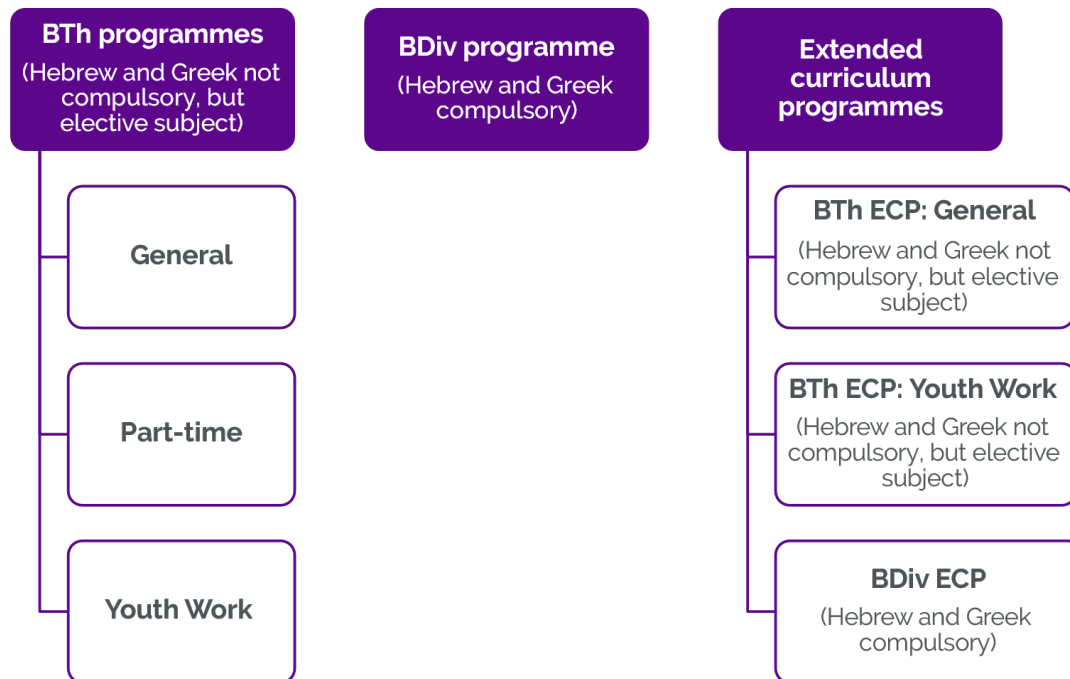 BTh programmes
(Hebrew and Greek not
compulsory, but
elective subject)
General
Part-time
Youth Work
BDiv programme
(Hebrew and Greek
compulsory)
Extended
curriculum
programmes
BTh ECP: General
(Hebrew and Greek not
compulsory, but elective
subject)
BTh ECP: Youth Work
(Hebrew and Greek not
compulsory, but elective
subject)
BDiv ECP
(Hebrew and Greek
compulsory)